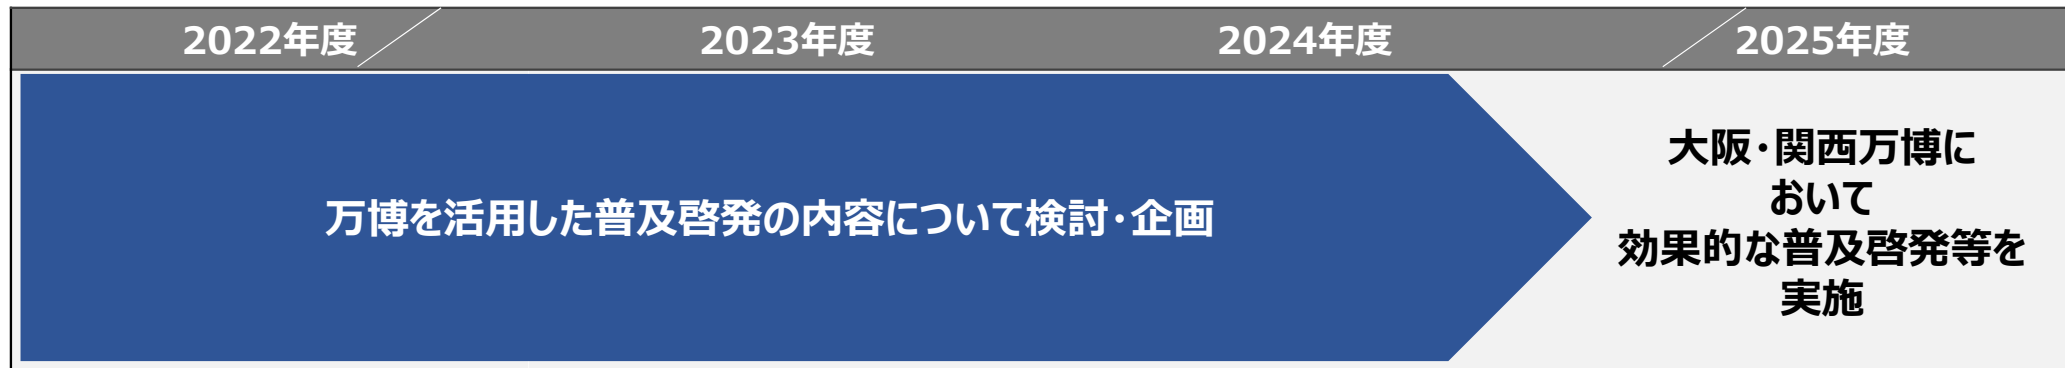 2022年度 2023年度 2024年度 2025年度
万博を活用した普及啓発の内容について検討・企画
大阪・関西万博に
おいて
効果的な普及啓発等を
実施